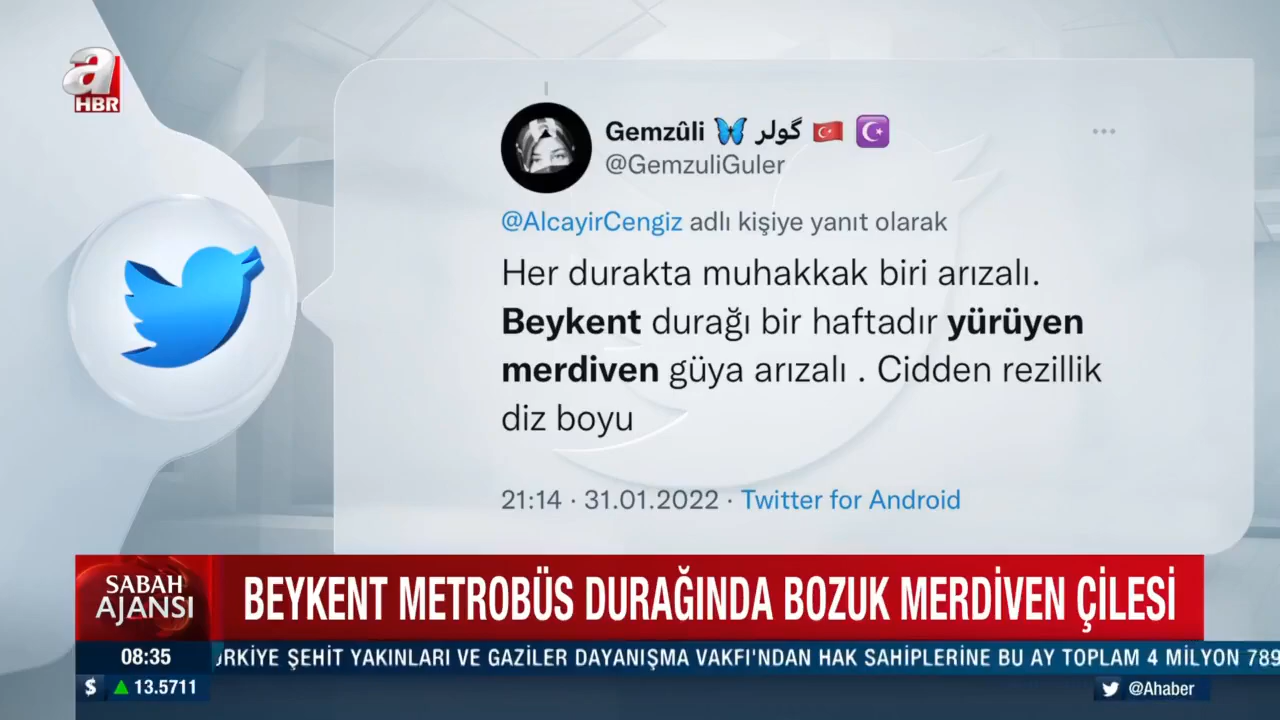 a
HBR
Gemzûli 🦋 گولر 🇹🇷 ☪️
@GemzuliGuler
@AlcayirCengiz adlı kişiye yanıt olarak
Her durakta muhakkak biri arızalı.
Beykent durağı bir haftadır yürüyen
merdiven güya arızalı . Cidden rezillik
diz boyu
21:14 · 31.01.2022 · Twitter for Android
SABAH
AJANSI
BEYKENT METROBÜS DURAĞINDA BOZUK MERDİVEN ÇİLESİ
08:35
ÜRKİYE ŞEHİT YAKINLARI VE GAZİLER DAYANIŞMA VAKFI'NDAN HAK SAHİPLERİNE BU AY TOPLAM 4 MİLYON 789
$ ▲ 13.5711
@Ahaber